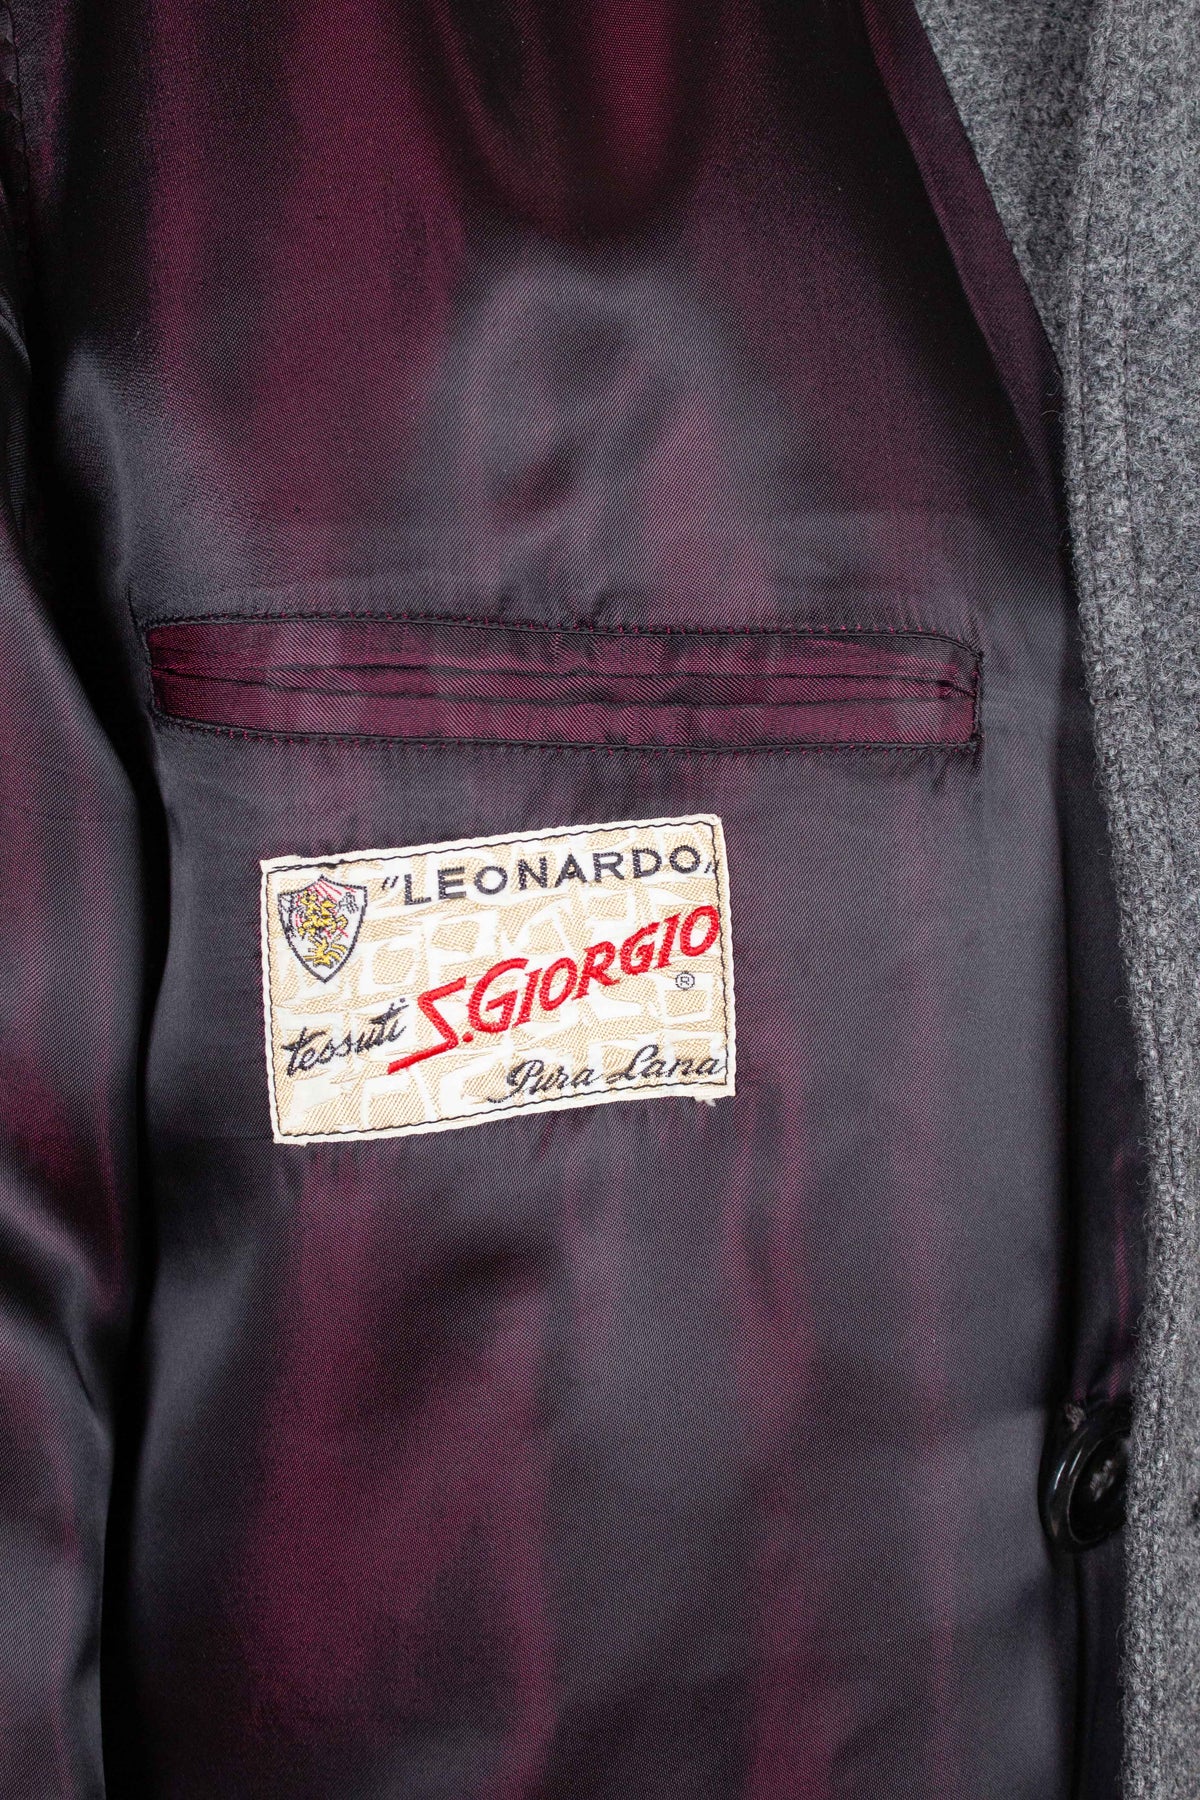 "LEONARDO"
tessuti S.GIORGIO ®
Pura Lana